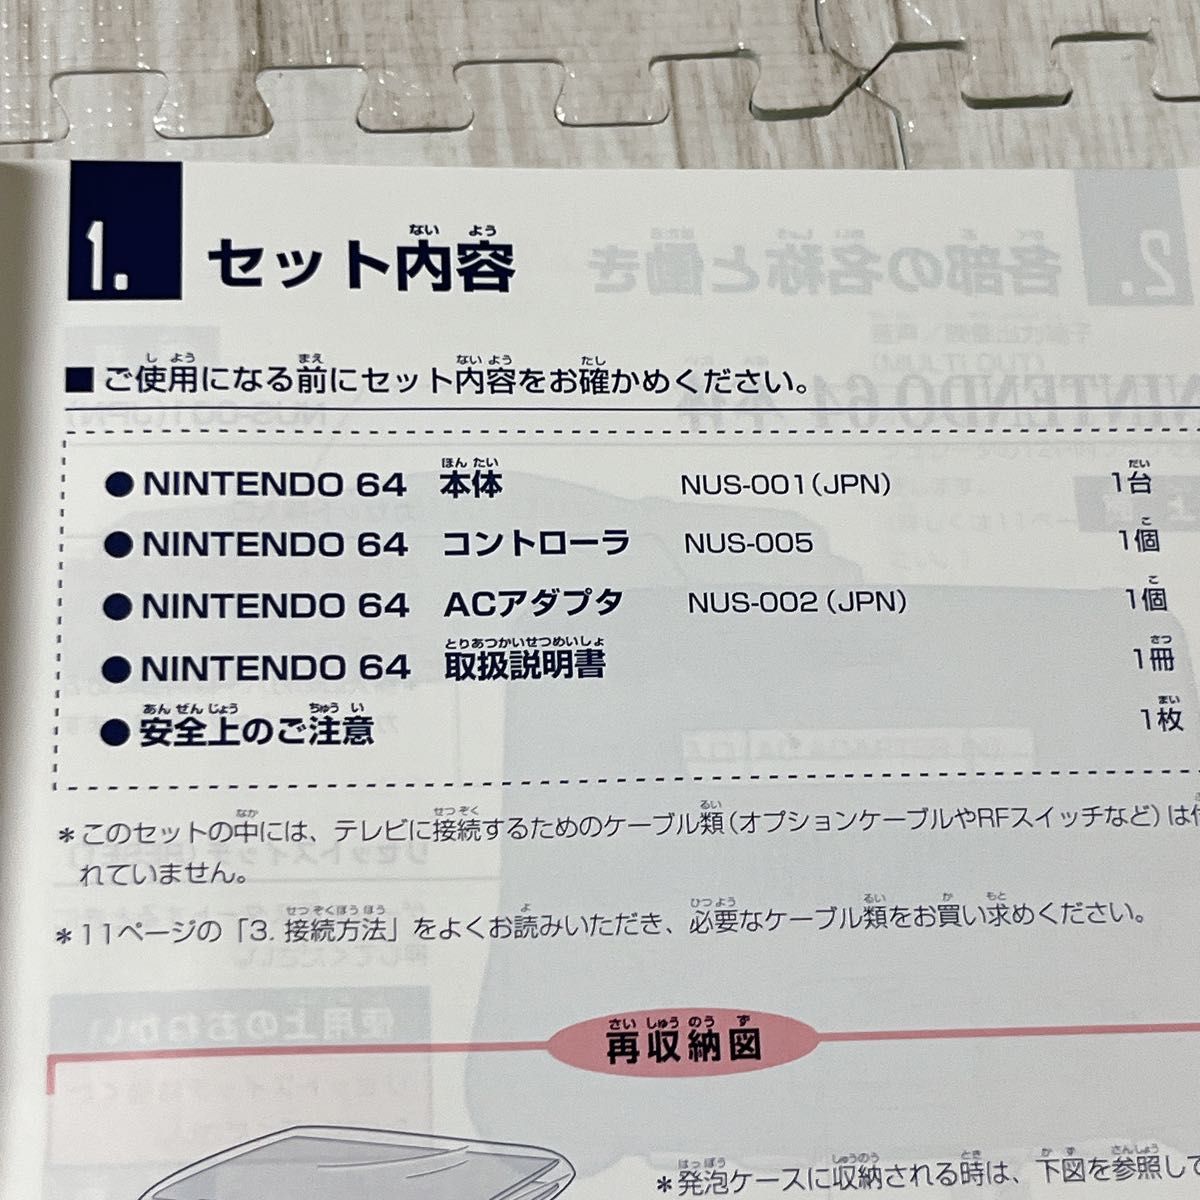 1. セット内容
■ご使用になる前にセット内容をお確かめください。
●NINTENDO 64 本体 NUS-001(JPN) 1台
●NINTENDO 64 コントローラ NUS-005 1個
●NINTENDO 64 ACアダプタ NUS-002(JPN) 1個
●NINTENDO 64 取扱説明書 1冊
●安全上のご注意 1枚
*このセットの中には、テレビに接続するためのケーブル類(オプションケーブルやRFスイッチなど)は付
れていません。
*11ページの「3. 接続方法」をよくお読みいただき、必要なケーブル類をお買い求めください。
再収納図
*発泡ケースに収納される時は、下図を参照して